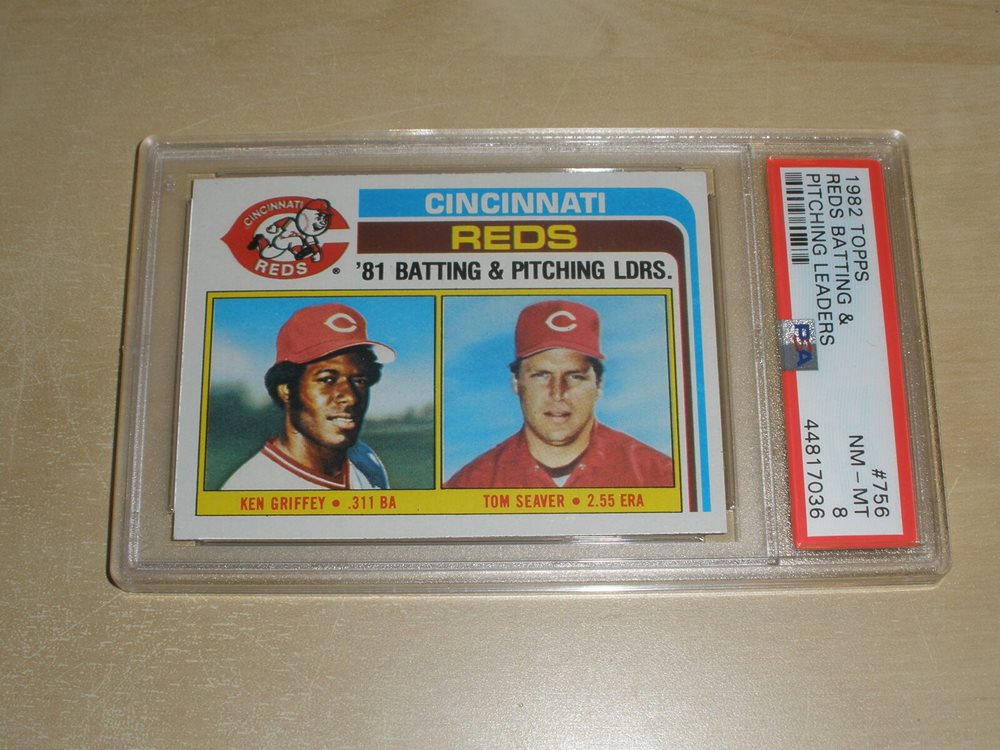 CINCINNATI
REDS
®
CINCINNATI
REDS
'81 BATTING & PITCHING LDRS.
KEN GRIFFEY • .311 BA
TOM SEAVER • 2.55 ERA
1982 TOPPS
REDS BATTING &
PITCHING LEADERS
PSA
#756
NM – MT
8
44817036